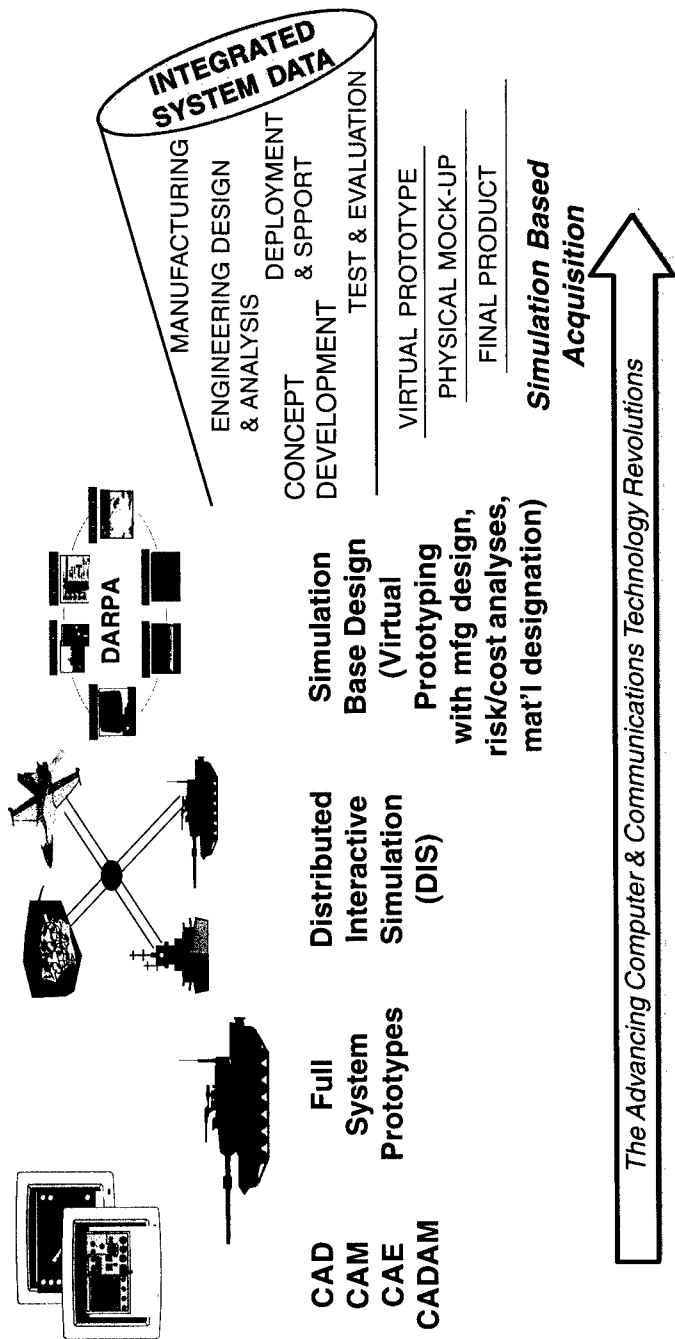 CAD
CAM
CAE
CADAM
Full
System
Prototypes
Distributed
Interactive
Simulation
(DIS)
DARPA
Simulation
Base Design
(Virtual
Prototyping
with mfg design,
risk/cost analyses,
mat'l designation)
INTEGRATED
SYSTEM DATA
MANUFACTURING
ENGINEERING DESIGN
& ANALYSIS
DEPLOYMENT
& SPPORT
CONCEPT
DEVELOPMENT
TEST & EVALUATION
VIRTUAL PROTOTYPE
PHYSICAL MOCK-UP
FINAL PRODUCT
Simulation Based
Acquisition
The Advancing Computer & Communications Technology Revolutions